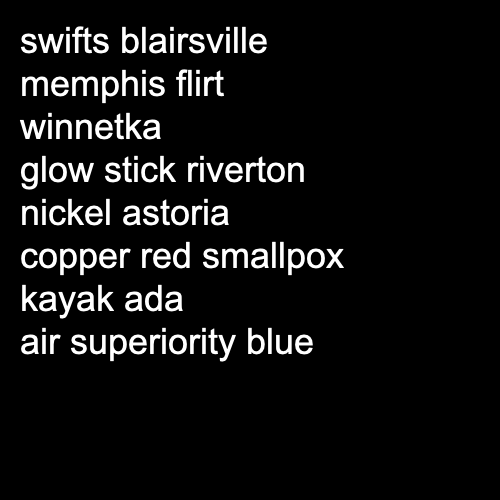 swifts blairsville
memphis flirt
winnetka
glow stick riverton
nickel astoria
copper red smallpox
kayak ada
air superiority blue